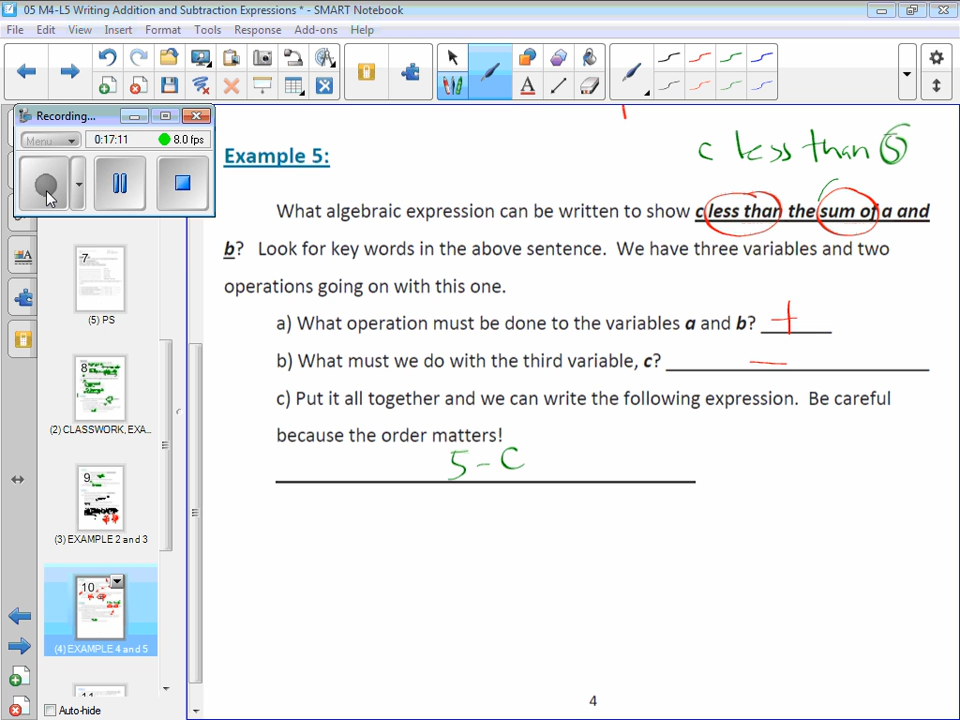 05 M4-L5 Writing Addition and Subtraction Expressions * - SMART Notebook
File Edit View Insert Format Tools Response Add-ons Help
Recording...
Menu 0:17:11 8.0 fps
c less than 5
Example 5:
What algebraic expression can be written to show c less than the sum of a and
b? Look for key words in the above sentence. We have three variables and two
operations going on with this one.
a) What operation must be done to the variables a and b? +
b) What must we do with the third variable, c? —
c) Put it all together and we can write the following expression. Be careful
because the order matters!
5 - C
4
7
(5) PS
8
(2) CLASSWORK, EXA...
9
(3) EXAMPLE 2 and 3
10
(4) EXAMPLE 4 and 5
11
Auto-hide